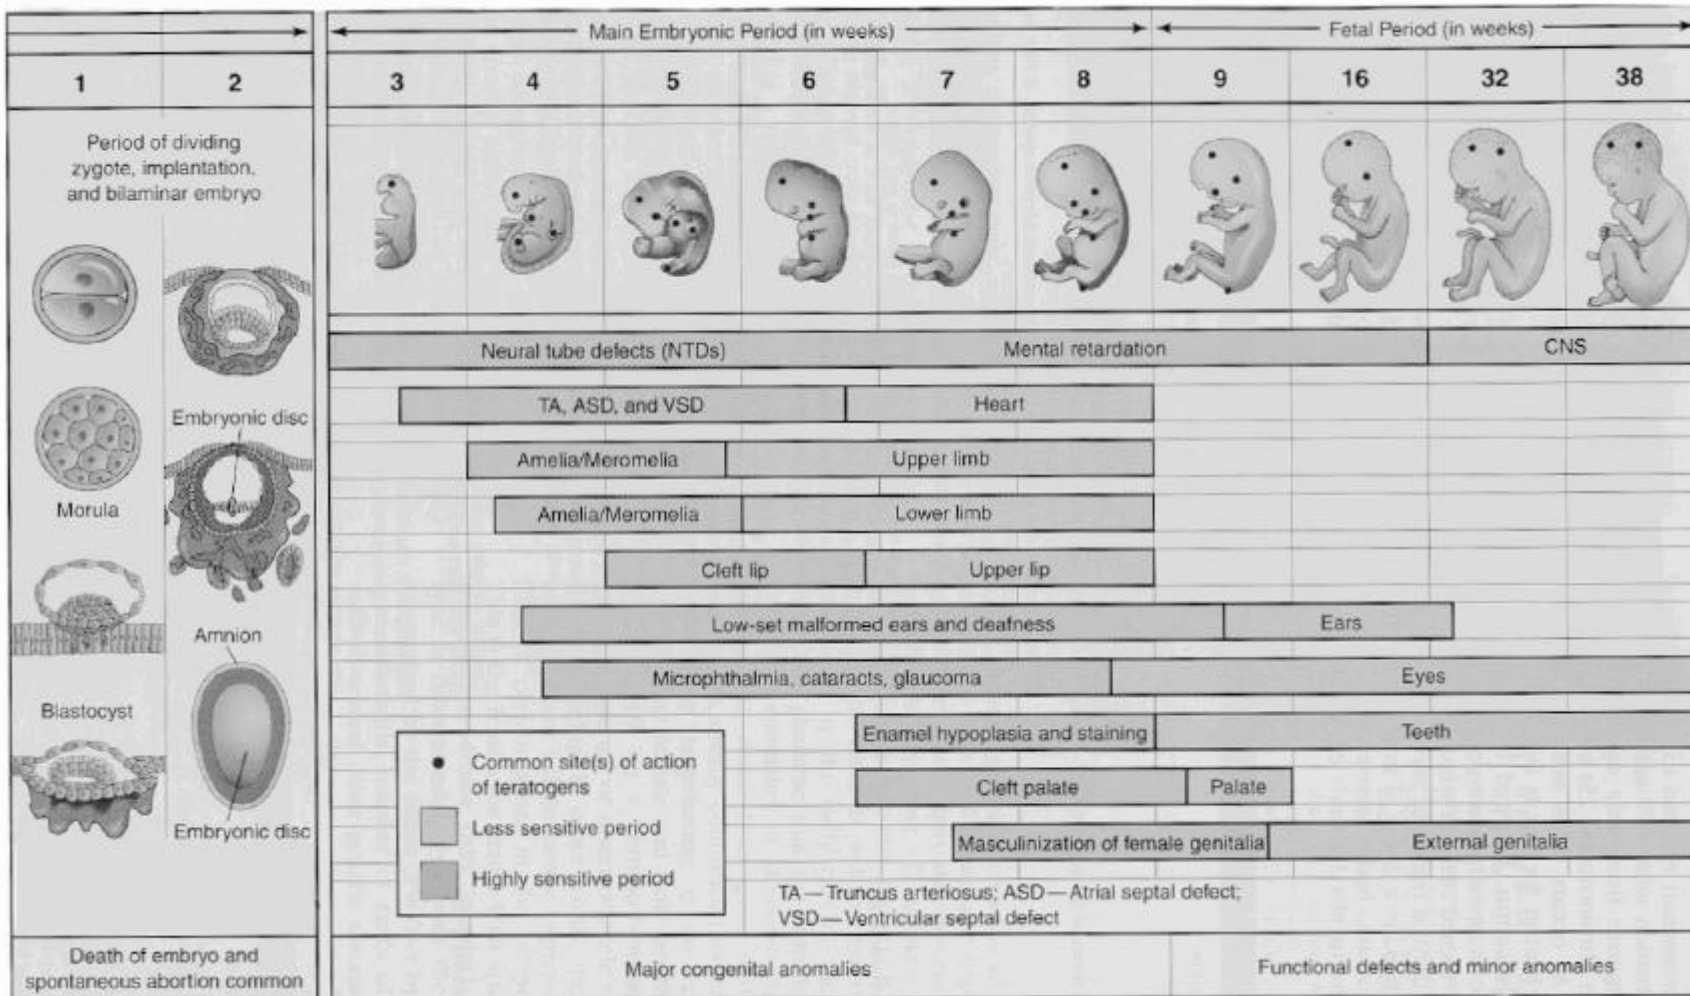 Main Embryonic Period (in weeks)
Fetal Period (in weeks)
1
2
3
4
5
6
7
8
9
16
32
38
Period of dividing
zygote, implantation,
and bilaminar embryo
Embryonic disc
Morula
Amnion
Blastocyst
Embryonic disc
Neural tube defects (NTDs)
Mental retardation
CNS
TA, ASD, and VSD
Heart
Amelia/Meromelia
Upper limb
Amelia/Meromelia
Lower limb
Cleft lip
Upper lip
Low-set malformed ears and deafness
Ears
Microphthalmia, cataracts, glaucoma
Eyes
Enamel hypoplasia and staining
Teeth
Cleft palate
Palate
Masculinization of female genitalia
External genitalia
Common site(s) of action
of teratogens
Less sensitive period
Highly sensitive period
TA—Truncus arteriosus; ASD—Atrial septal defect;
VSD—Ventricular septal defect
Death of embryo and
spontaneous abortion common
Major congenital anomalies
Functional defects and minor anomalies